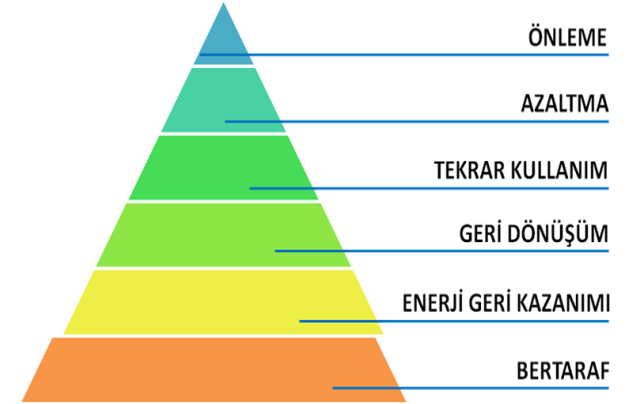 ÖNLEME
AZALTMA
TEKRAR KULLANIM
GERİ DÖNÜŞÜM
ENERJİ GERİ KAZANIMI
BERTARAF